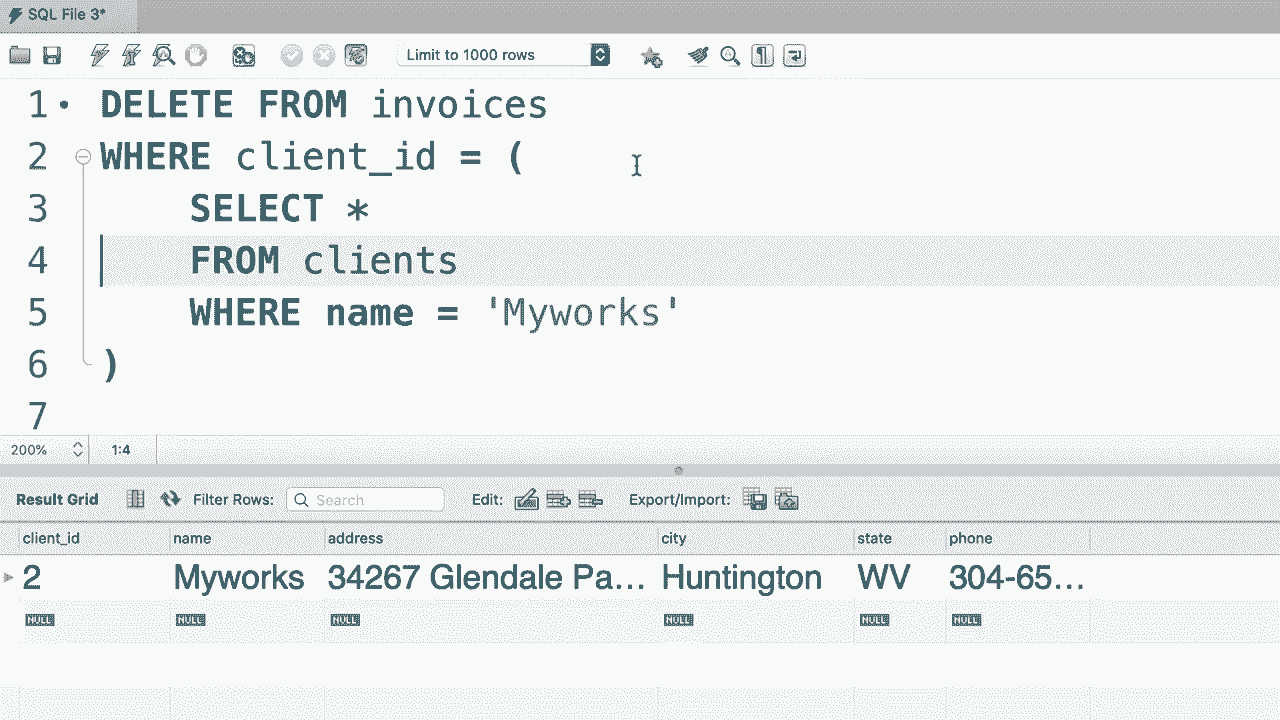 SQL File 3*
Limit to 1000 rows
1 DELETE FROM invoices
2 WHERE client_id = (
3 SELECT *
4 FROM clients
5 WHERE name = 'Myworks'
6 )
7
200% 1:4
Result Grid Filter Rows: Search Edit: Export/Import:
client_id name address city state phone
2 Myworks 34267 Glendale Pa... Huntington WV 304-65...
NULL NULL NULL NULL NULL NULL